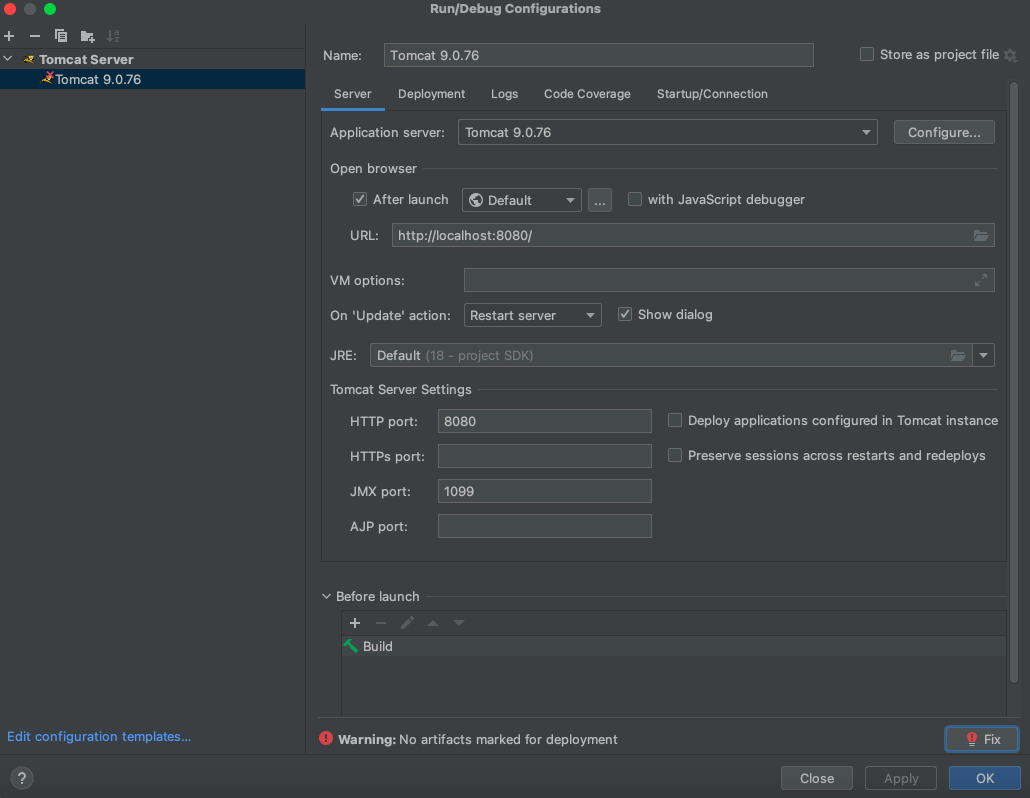 Run/Debug Configurations
Tomcat Server
Tomcat 9.0.76
Name: Tomcat 9.0.76 Store as project file
Server Deployment Logs Code Coverage Startup/Connection
Application server: Tomcat 9.0.76 Configure...
Open browser
After launch Default ... with JavaScript debugger
URL: http://localhost:8080/
VM options:
On 'Update' action: Restart server Show dialog
JRE: Default (18 - project SDK)
Tomcat Server Settings
HTTP port: 8080 Deploy applications configured in Tomcat instance
HTTPs port: Preserve sessions across restarts and redeploys
JMX port: 1099
AJP port:
Before launch
Build
Edit configuration templates...
Warning: No artifacts marked for deployment Fix
? Close Apply OK